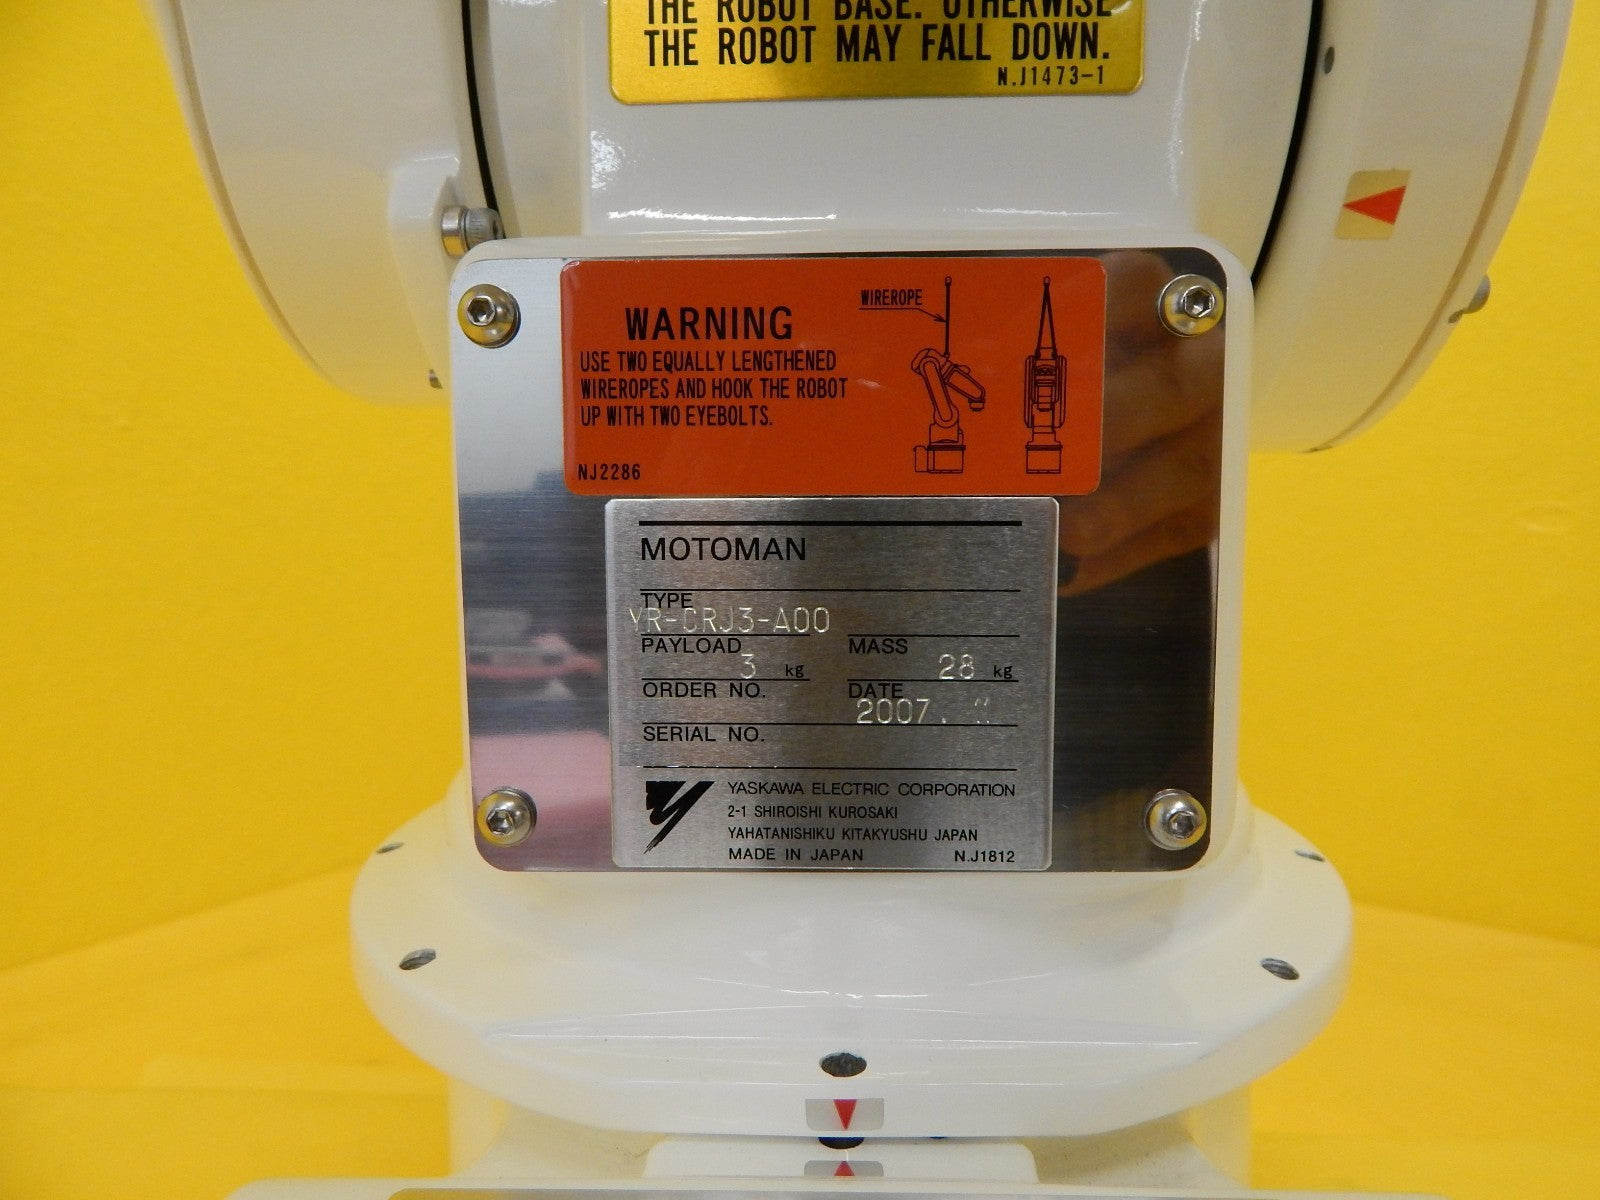 THE ROBOT BASE. OTHERWISE
THE ROBOT MAY FALL DOWN.
N.J1473-1
WARNING
USE TWO EQUALLY LENGTHENED
WIREROPES AND HOOK THE ROBOT
UP WITH TWO EYEBOLTS.
NJ2286
WIREROPE
MOTOMAN
TYPE
YR-CRJ3-A00
PAYLOAD 3 kg MASS 28 kg
ORDER NO. DATE 2007.
SERIAL NO.
YASKAWA ELECTRIC CORPORATION
2-1 SHIROISHI KUROSAKI
YAHATANISHIKU KITAKYUSHU JAPAN
MADE IN JAPAN N.J1812